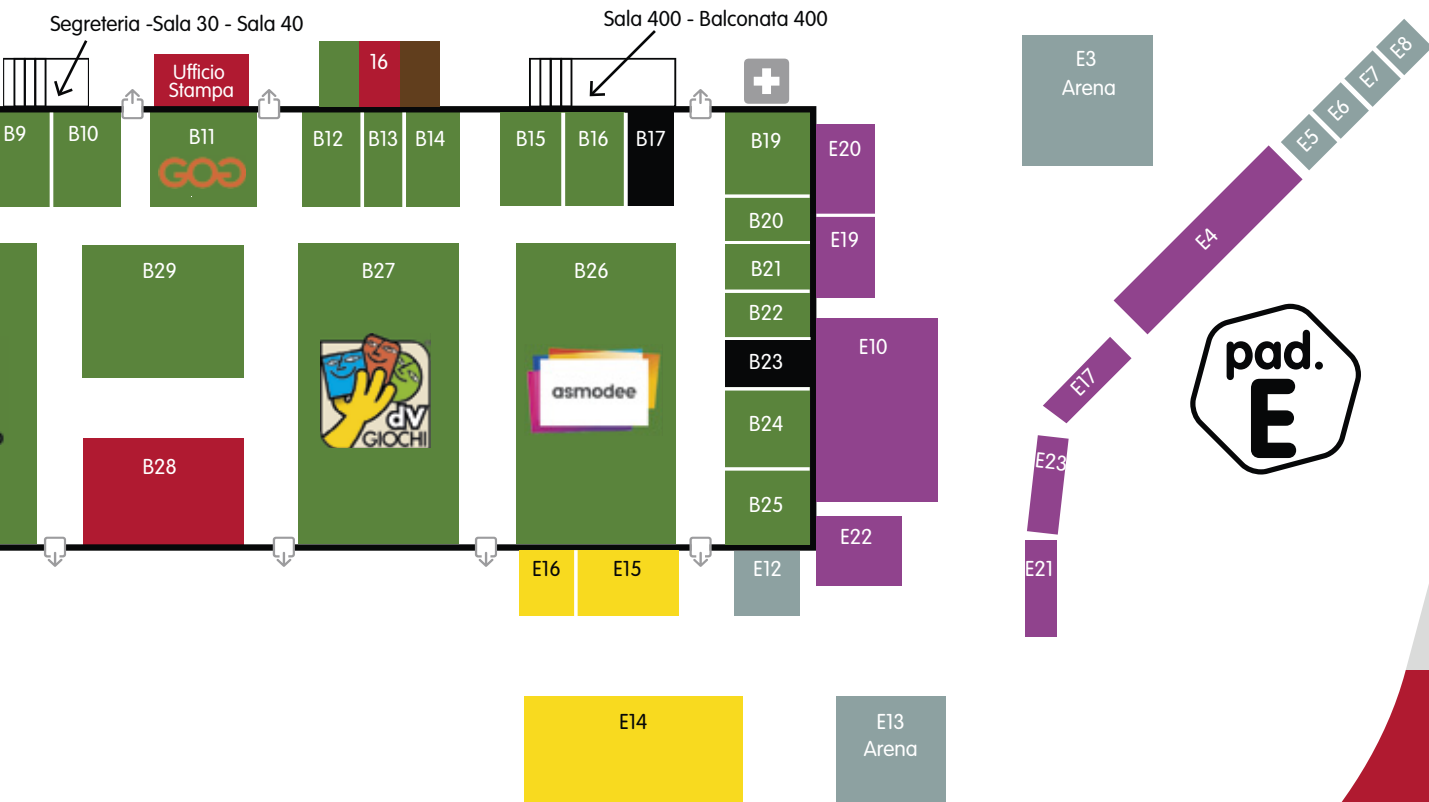 Segreteria -Sala 30 - Sala 40
Sala 400 - Balconata 400
Ufficio
Stampa
16
E3
Arena
E8
E7
E6
E5
B9
B10
B11
GOG
B12
B13
B14
B15
B16
B17
B19
E20
B20
E19
B21
B22
B23
B24
B25
E4
E10
E17
E23
E21
E22
pad.
E
B29
B27
dV
GIOCHI
B26
asmodee
B28
E16
E15
E12
E14
E13
Arena